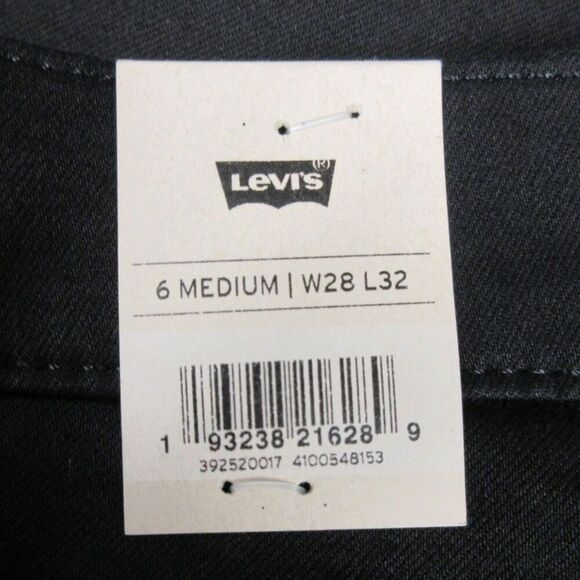 LEVI'S (R)
6 MEDIUM | W28 L32
1 93238 21628 9
392520017 4100548153